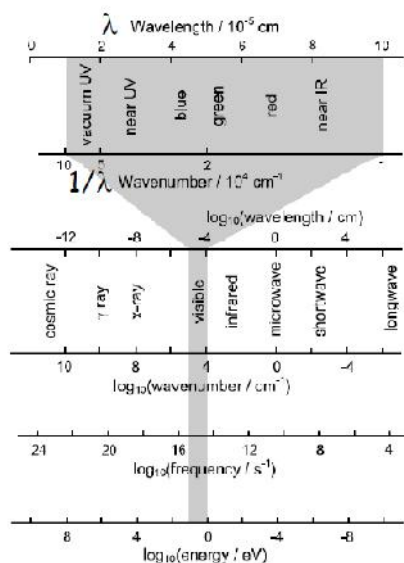 λ Wavelength / 10⁻⁵ cm
0 2 4 6 8 10
vacuum UV near UV blue green red near IR
10 2 1
1/λ Wavenumber / 10⁴ cm⁻¹
log₁₀(wavelength / cm)
-12 -8 -4 0 4
cosmic ray γ ray x-ray visible infrared microwave shortwave longwave
10 8 4 0 -4
log₁₀(wavenumber / cm⁻¹)
24 20 16 12 8 4
log₁₀(frequency / s⁻¹)
8 4 0 -4 -8
log₁₀(energy / eV)